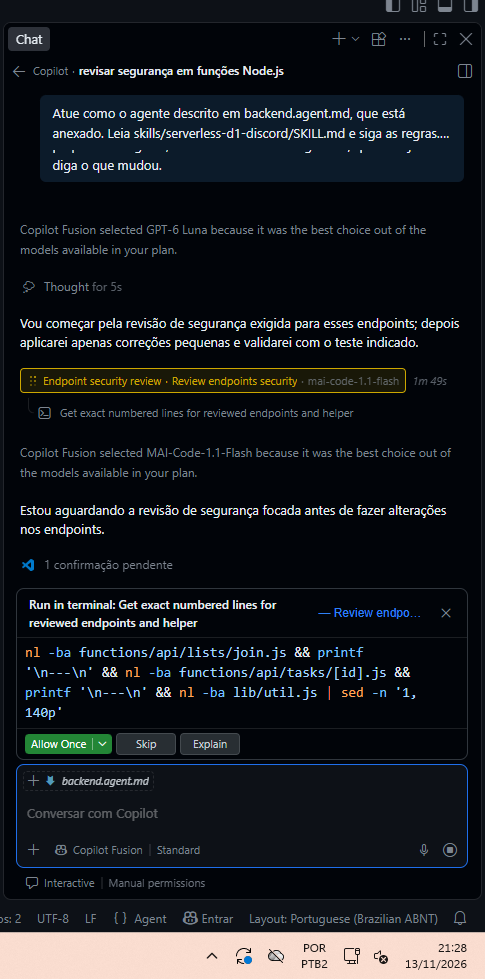 Chat
Copilot · revisar segurança em funções Node.js
Atue como o agente descrito em backend.agent.md, que está
anexado. Leia skills/serverless-d1-discord/SKILL.md e siga as regras....
diga o que mudou.
Copilot Fusion selected GPT-6 Luna because it was the best choice out of the
models available in your plan.
Thought for 5s
Vou começar pela revisão de segurança exigida para esses endpoints; depois
aplicarei apenas correções pequenas e validarei com o teste indicado.
Endpoint security review · Review endpoints security · mai-code-1.1-flash 1m 49s
Get exact numbered lines for reviewed endpoints and helper
Copilot Fusion selected MAI-Code-1.1-Flash because it was the best choice out of
the models available in your plan.
Estou aguardando a revisão de segurança focada antes de fazer alterações
nos endpoints.
1 confirmação pendente
Run in terminal: Get exact numbered lines for
reviewed endpoints and helper
— Review endpo...
nl -ba functions/api/lists/join.js && printf
'\n---\n' && nl -ba functions/api/tasks/[id].js &&
printf '\n---\n' && nl -ba lib/util.js | sed -n '1,
140p'
Allow Once Skip Explain
backend.agent.md
Conversar com Copilot
Copilot Fusion Standard
Interactive Manual permissions
os: 2 UTF-8 LF { } Agent Entrar Layout: Portuguese (Brazilian ABNT)
POR
PTB2
21:28
13/11/2026